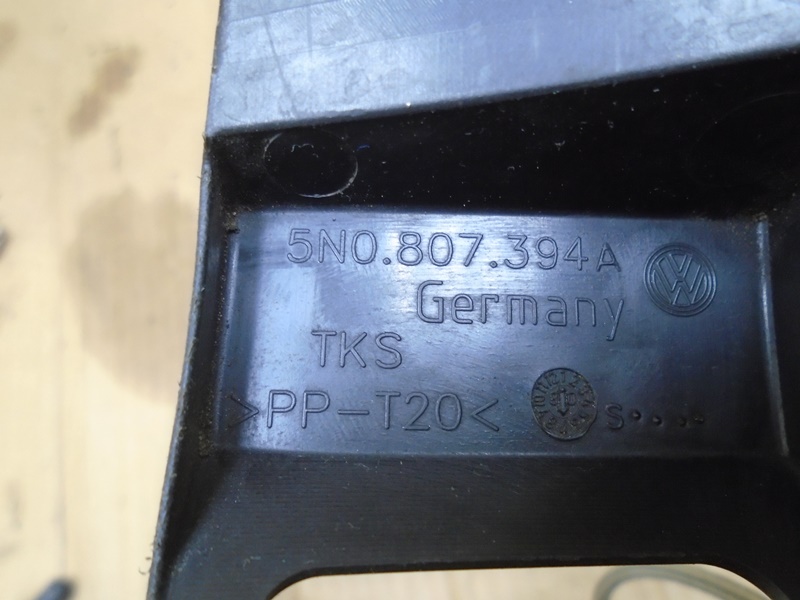 5N0.807.394A
Germany
TKS
>PP-T20<
S